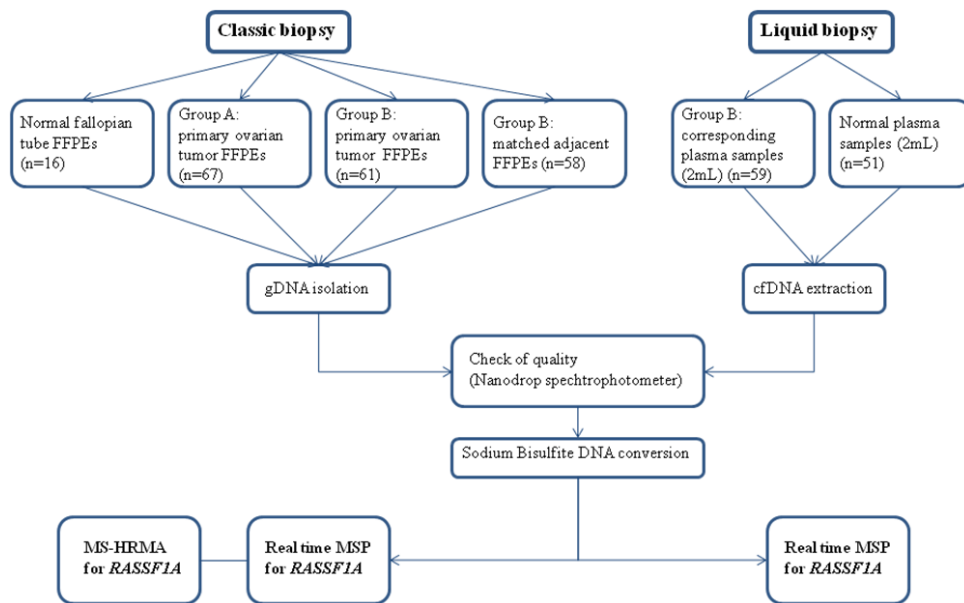 Classic biopsy
Liquid biopsy
Normal fallopian
tube FFPEs
(n=16)
Group A:
primary ovarian
tumor FFPEs
(n=67)
Group B:
primary ovarian
tumor FFPEs
(n=61)
Group B:
matched adjacent
FFPEs (n=58)
Group B:
corresponding
plasma samples
(2mL) (n=59)
Normal plasma
samples (2mL)
(n=51)
gDNA isolation
cfDNA extraction
Check of quality
(Nanodrop spechtrophotometer)
Sodium Bisulfite DNA conversion
MS-HRMA
for RASSF1A
Real time MSP
for RASSF1A
Real time MSP
for RASSF1A